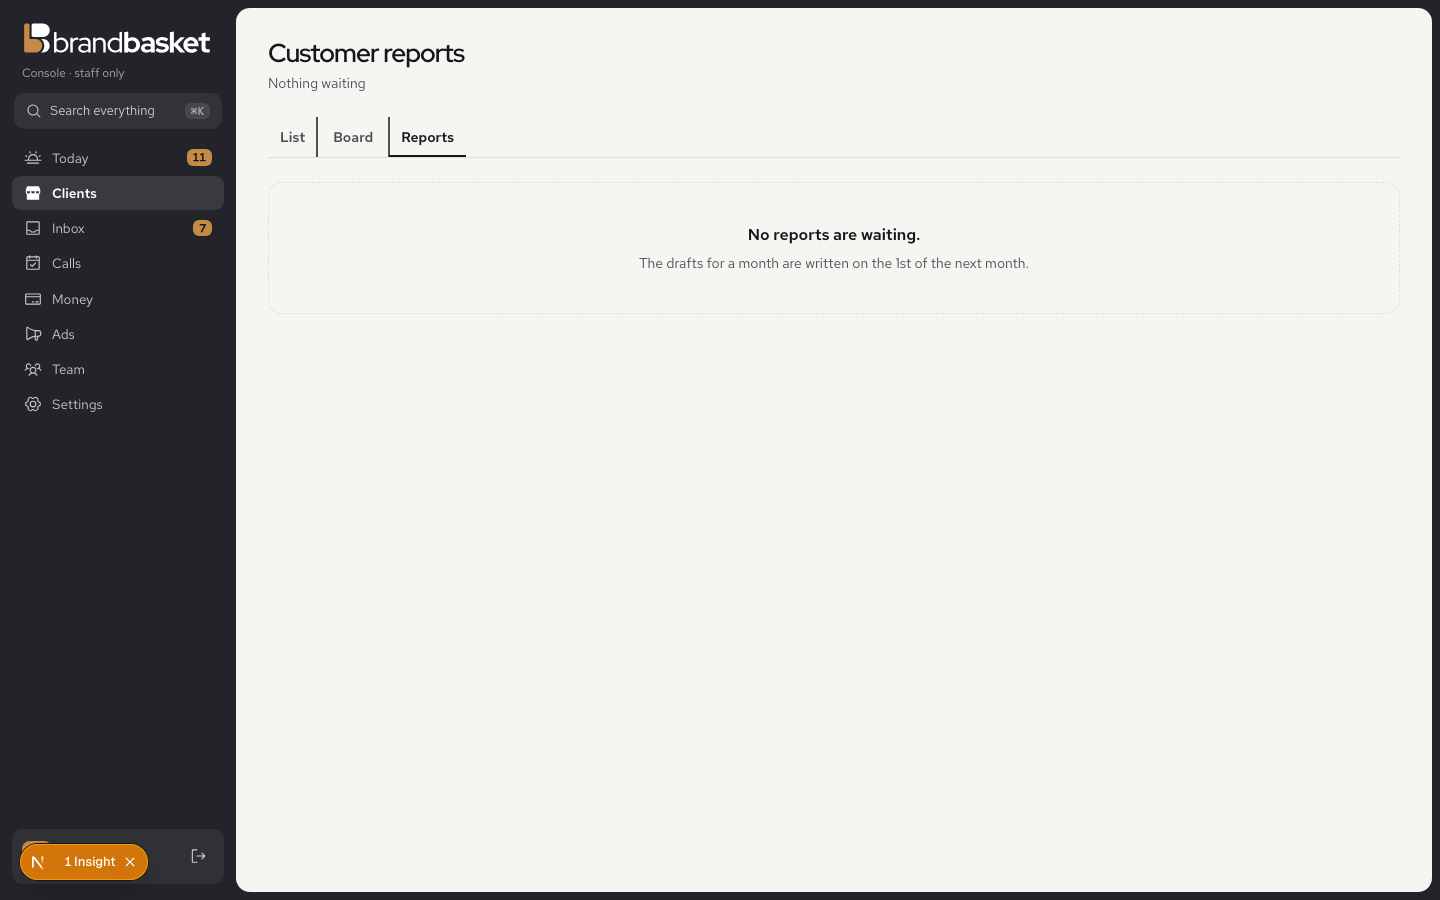 brandbasket
Console · staff only
Search everything ⌘K
Today 11
Clients
Inbox 7
Calls
Money
Ads
Team
Settings
1 Insight
Customer reports
Nothing waiting
List Board Reports
No reports are waiting.
The drafts for a month are written on the 1st of the next month.